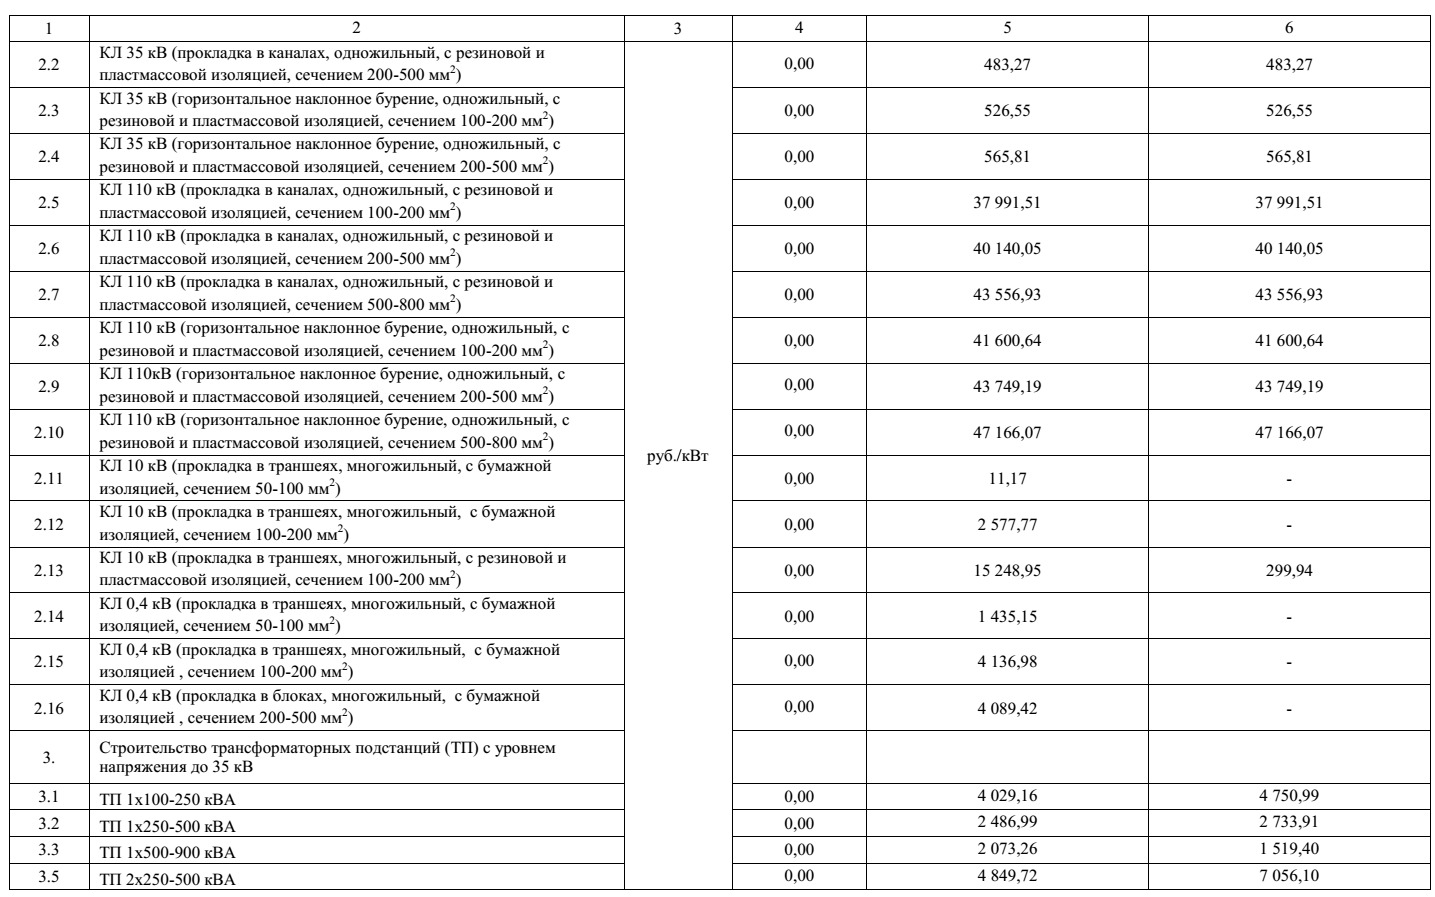 1 2 3 4 5 6
2.2 КЛ 35 кВ (прокладка в каналах, одножильный, с резиновой и 0,00 483,27 483,27
пластмассовой изоляцией, сечением 200-500 мм²)
2.3 КЛ 35 кВ (горизонтальное наклонное бурение, одножильный, с 0,00 526,55 526,55
резиновой и пластмассовой изоляцией, сечением 100-200 мм²)
2.4 КЛ 35 кВ (горизонтальное наклонное бурение, одножильный, с 0,00 565,81 565,81
резиновой и пластмассовой изоляцией, сечением 200-500 мм²)
2.5 КЛ 110 кВ (прокладка в каналах, одножильный, с резиновой и 0,00 37 991,51 37 991,51
пластмассовой изоляцией, сечением 100-200 мм²)
2.6 КЛ 110 кВ (прокладка в каналах, одножильный, с резиновой и 0,00 40 140,05 40 140,05
пластмассовой изоляцией, сечением 200-500 мм²)
2.7 КЛ 110 кВ (прокладка в каналах, одножильный, с резиновой и 0,00 43 556,93 43 556,93
пластмассовой изоляцией, сечением 500-800 мм²)
2.8 КЛ 110 кВ (горизонтальное наклонное бурение, одножильный, с 0,00 41 600,64 41 600,64
резиновой и пластмассовой изоляцией, сечением 100-200 мм²)
2.9 КЛ 110кВ (горизонтальное наклонное бурение, одножильный, с 0,00 43 749,19 43 749,19
резиновой и пластмассовой изоляцией, сечением 200-500 мм²)
2.10 КЛ 110 кВ (горизонтальное наклонное бурение, одножильный, с 0,00 47 166,07 47 166,07
резиновой и пластмассовой изоляцией, сечением 500-800 мм²)
руб./кВт
2.11 КЛ 10 кВ (прокладка в траншеях, многожильный, с бумажной 0,00 11,17 -
изоляцией, сечением 50-100 мм²)
2.12 КЛ 10 кВ (прокладка в траншеях, многожильный, с бумажной 0,00 2 577,77 -
изоляцией, сечением 100-200 мм²)
2.13 КЛ 10 кВ (прокладка в траншеях, многожильный, с резиновой и 0,00 15 248,95 299,94
пластмассовой изоляцией, сечением 100-200 мм²)
2.14 КЛ 0,4 кВ (прокладка в траншеях, многожильный, с бумажной 0,00 1 435,15 -
изоляцией, сечением 50-100 мм²)
2.15 КЛ 0,4 кВ (прокладка в траншеях, многожильный, с бумажной 0,00 4 136,98 -
изоляцией , сечением 100-200 мм²)
2.16 КЛ 0,4 кВ (прокладка в блоках, многожильный, с бумажной 0,00 4 089,42 -
изоляцией , сечением 200-500 мм²)
3. Строительство трансформаторных подстанций (ТП) с уровнем
напряжения до 35 кВ
3.1 ТП 1х100-250 кВА 0,00 4 029,16 4 750,99
3.2 ТП 1х250-500 кВА 0,00 2 486,99 2 733,91
3.3 ТП 1х500-900 кВА 0,00 2 073,26 1 519,40
3.5 ТП 2х250-500 кВА 0,00 4 849,72 7 056,10